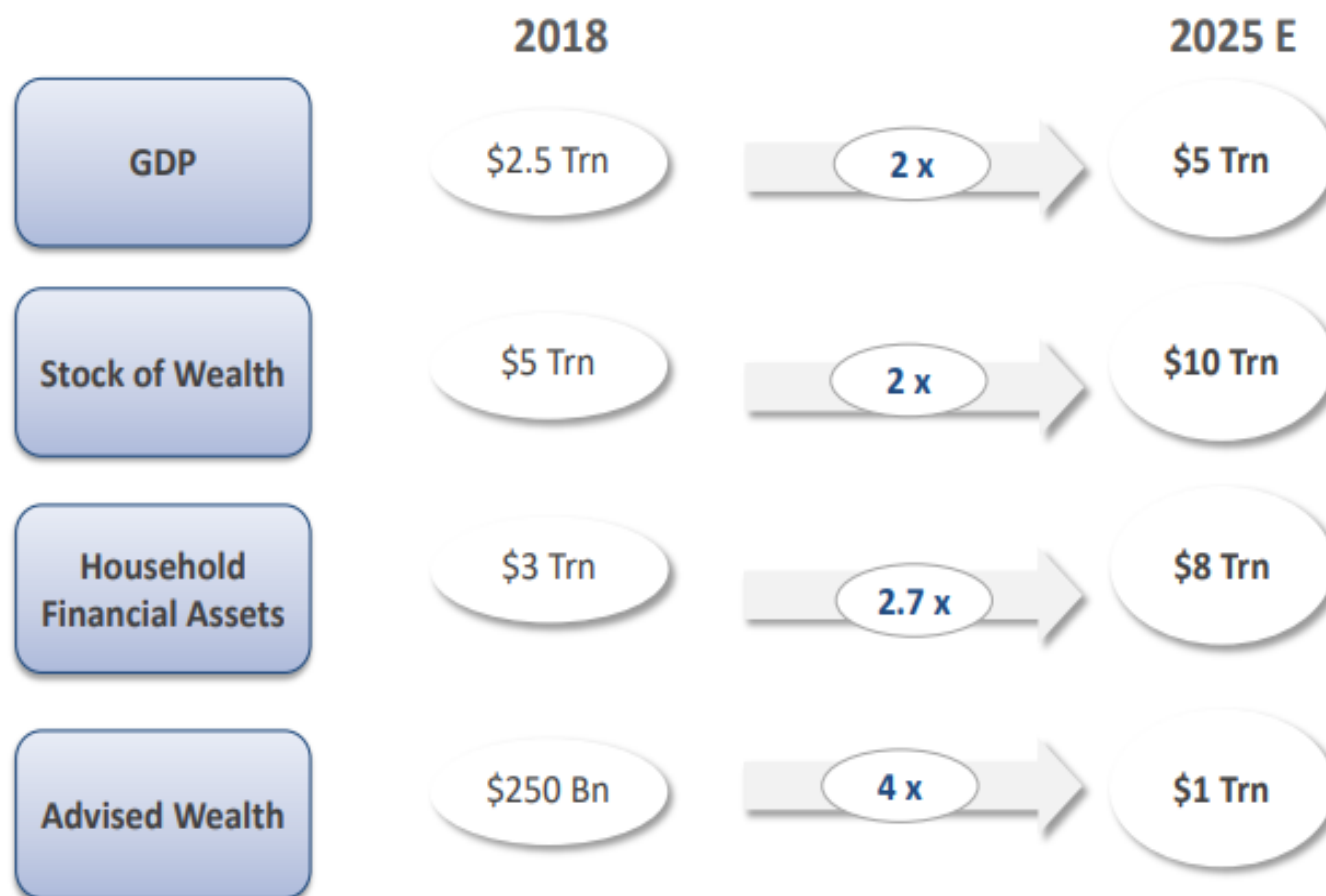 2018
2025 E
GDP
$2.5 Trn
2 x
$5 Trn
Stock of Wealth
$5 Trn
2 x
$10 Trn
Household
Financial Assets
$3 Trn
2.7 x
$8 Trn
Advised Wealth
$250 Bn
4 x
$1 Trn